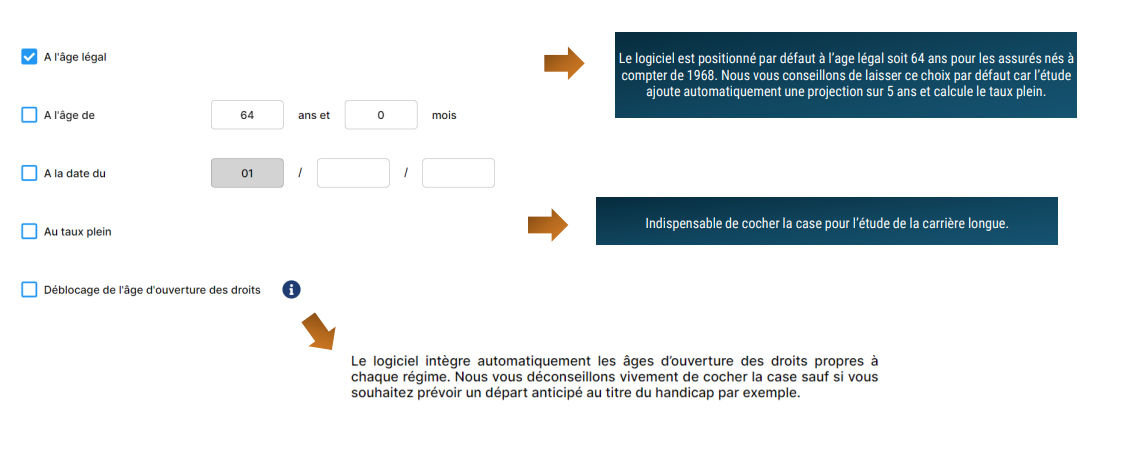 A l'âge légal
Le logiciel est positionné par défaut à l'age légal soit 64 ans pour les assurés nés à
compter de 1968. Nous vous conseillons de laisser ce choix par défaut car l'étude
ajoute automatiquement une projection sur 5 ans et calcule le taux plein.
A l'âge de 64 ans et 0 mois
A la date du 01 / /
Au taux plein
Indispensable de cocher la case pour l'étude de la carrière longue.
Déblocage de l'âge d'ouverture des droits i
Le logiciel intègre automatiquement les âges d'ouverture des droits propres à
chaque régime. Nous vous déconseillons vivement de cocher la case sauf si vous
souhaitez prévoir un départ anticipé au titre du handicap par exemple.